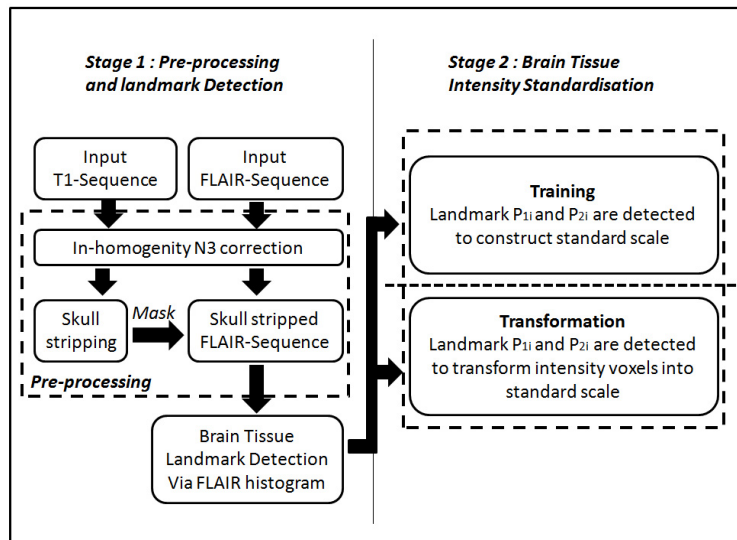 Stage 1 : Pre-processing
and landmark Detection
Input
T1-Sequence
Input
FLAIR-Sequence
In-homogenity N3 correction
Skull
stripping
Mask
Skull stripped
FLAIR-Sequence
Pre-processing
Brain Tissue
Landmark Detection
Via FLAIR histogram
Stage 2 : Brain Tissue
Intensity Standardisation
Training
Landmark P1i and P2i are detected
to construct standard scale
Transformation
Landmark P1i and P2i are detected
to transform intensity voxels into
standard scale